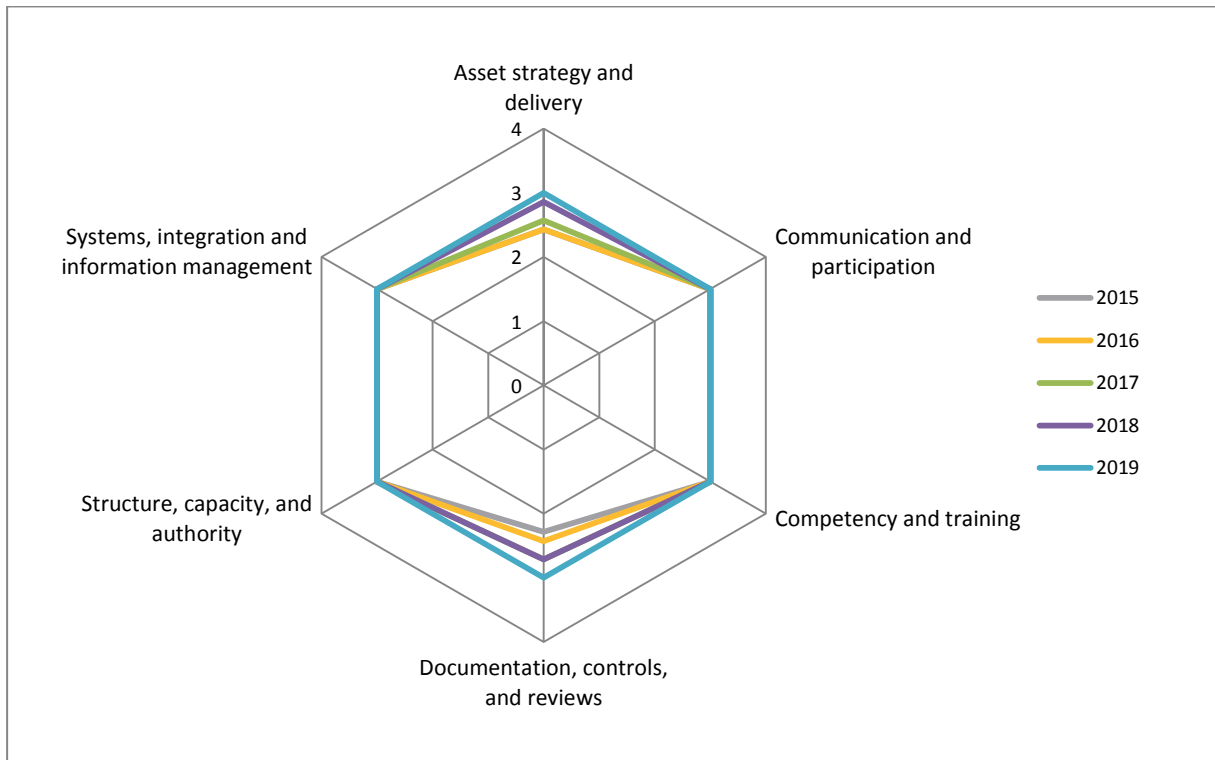 Asset strategy and
delivery
4
3
2
1
0
Systems, integration and
information management
Communication and
participation
2015
2016
2017
2018
2019
Structure, capacity, and
authority
Competency and training
Documentation, controls,
and reviews